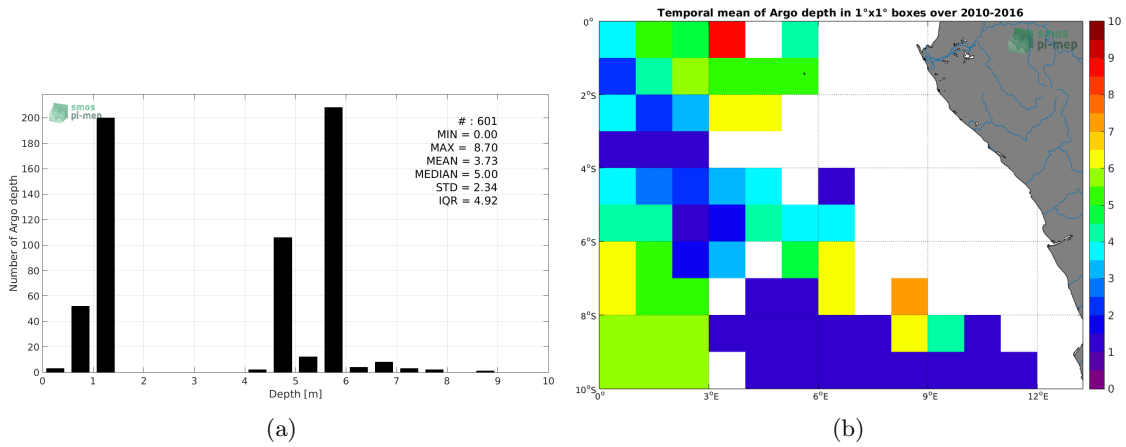 smos
pi-mep
# : 601
MIN = 0.00
MAX = 8.70
MEAN = 3.73
MEDIAN = 5.00
STD = 2.34
IQR = 4.92
Number of Argo depth
200
180
160
140
120
100
80
60
40
20
0
0 1 2 3 4 5 6 7 8 9 10
Depth [m]
(a)
Temporal mean of Argo depth in 1°x1° boxes over 2010-2016
smos
pi-mep
0°
2°S
4°S
6°S
8°S
10°S
0° 3°E 6°E 9°E 12°E
10
9
8
7
6
5
4
3
2
1
0
(b)